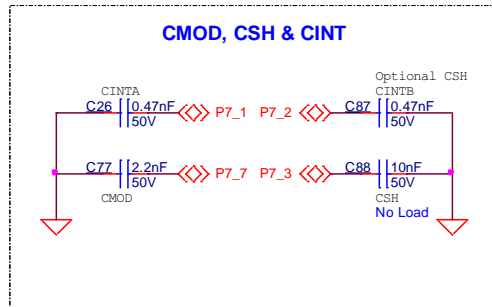 CMOD, CSH & CINT
Optional CSH
CINTA
CINTB
C26 0.47nF
P7_1 P7_2
C87 0.47nF
50V
50V
C77 2.2nF
P7_7 P7_3
C88 10nF
50V
50V
CMOD
CSH
No Load